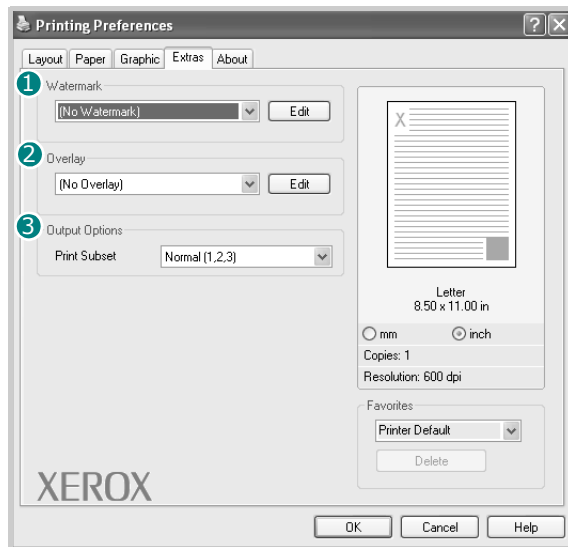 Printing Preferences
Layout Paper Graphic Extras About
1 Watermark
(No Watermark) Edit
2 Overlay
(No Overlay) Edit
3 Output Options
Print Subset Normal (1,2,3)
X
Letter
8.50 x 11.00 in
mm inch
Copies: 1
Resolution: 600 dpi
Favorites
Printer Default
Delete
XEROX
OK Cancel Help